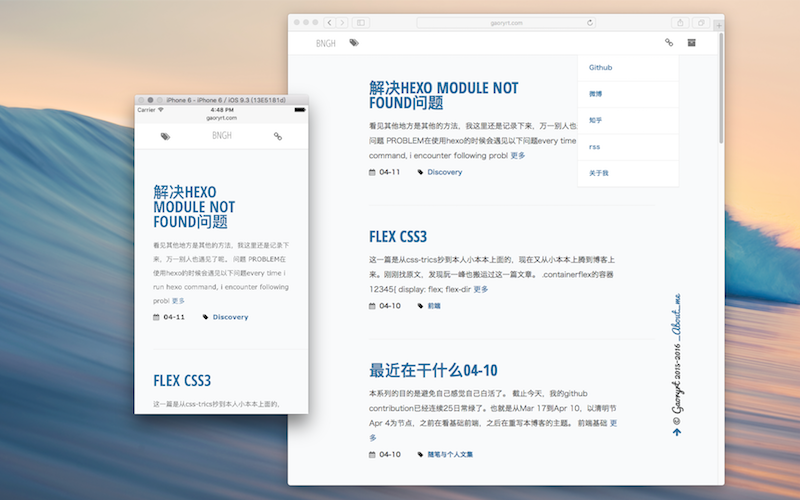 gaoryrt.com
BNGH
Github
微博
知乎
rss
关于我
解决HEXO MODULE NOT
FOUND问题
看见其他地方是其他的方法，我这里还是记录下来，万一别人也
问题 PROBLEM在使用hexo的时候会遇见以下问题every time
command, i encounter following probl 更多
04-11 Discovery
FLEX CSS3
这一篇是从css-trics抄到本人小本本上面的，现在又从小本本上腾到博客上
来。刚刚找原文，发现阮一峰也搬运过这一篇文章。 .containerflex的容器
12345{ display: flex; flex-dir 更多
04-10 前端
最近在干什么04-10
本系列的目的是避免自己感觉自己白活了。 截止今天，我的github
contribution已经连续25日常绿了。也就是从Mar 17到Apr 10，以清明节
Apr 4为节点，之前在看基础前端，之后在重写本博客的主题。 前端基础 更
多
04-10 随笔与个人文集
© Gaoryrt 2015-2016 _About_me
iPhone 6 - iPhone 6 / iOS 9.3 (13E5181d)
Carrier 4:48 PM
gaoryrt.com
BNGH
解决HEXO
MODULE NOT
FOUND问题
看见其他地方是其他的方法，我这里还是记录下
来，万一别人也遇见了呢。 问题 PROBLEM在
使用hexo的时候会遇见以下问题every time i
run hexo command, i encounter following
probl 更多
04-11 Discovery
FLEX CSS3
这一篇是从css-trics抄到本人小本本上面的，